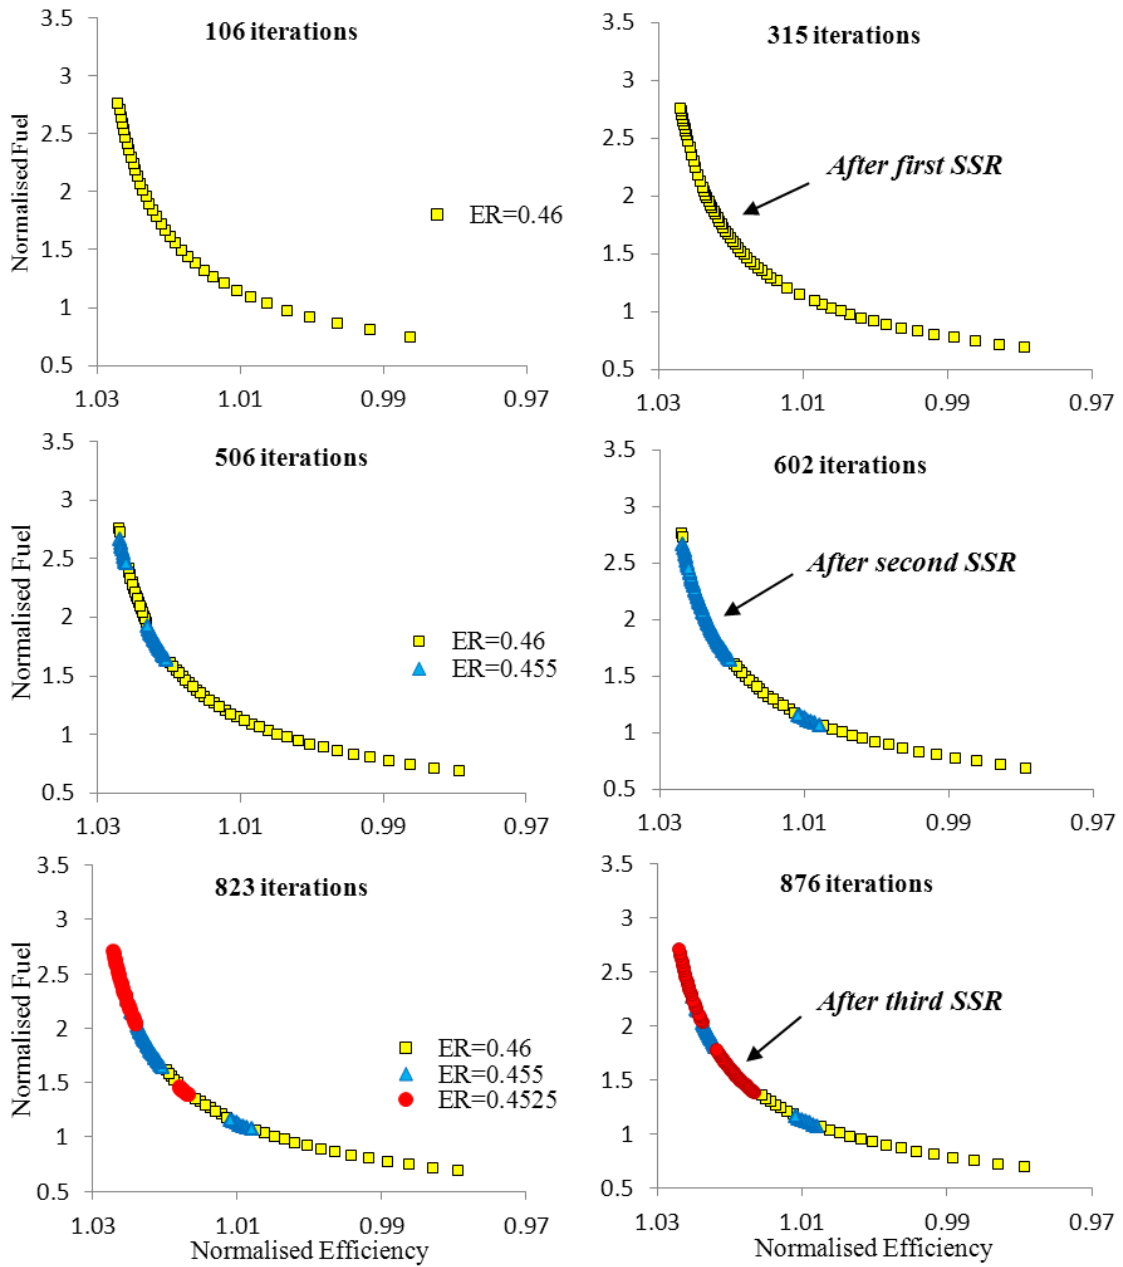 106 iterations
3.5
3
2.5
2
1.5
1
0.5
1.03 1.01 0.99 0.97
Normalised Fuel
ER=0.46
315 iterations
3.5
3
2.5
2
1.5
1
0.5
1.03 1.01 0.99 0.97
After first SSR
506 iterations
3.5
3
2.5
2
1.5
1
0.5
1.03 1.01 0.99 0.97
Normalised Fuel
ER=0.46
ER=0.455
602 iterations
3.5
3
2.5
2
1.5
1
0.5
1.03 1.01 0.99 0.97
After second SSR
823 iterations
3.5
3
2.5
2
1.5
1
0.5
1.03 1.01 0.99 0.97
Normalised Fuel
Normalised Efficiency
ER=0.46
ER=0.455
ER=0.4525
876 iterations
3.5
3
2.5
2
1.5
1
0.5
1.03 1.01 0.99 0.97
After third SSR
Normalised Efficiency